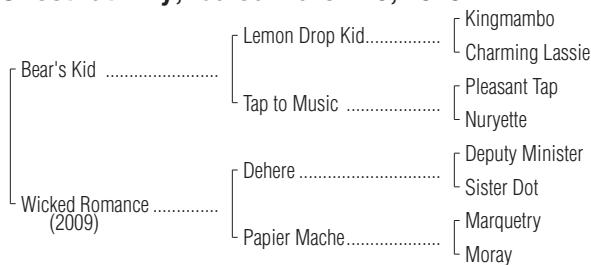 Kingmambo
Lemon Drop Kid
Charming Lassie
Bear's Kid
Pleasant Tap
Tap to Music
Nuryette
Deputy Minister
Dehere
Sister Dot
Wicked Romance
(2009)
Marquetry
Papier Mache
Moray